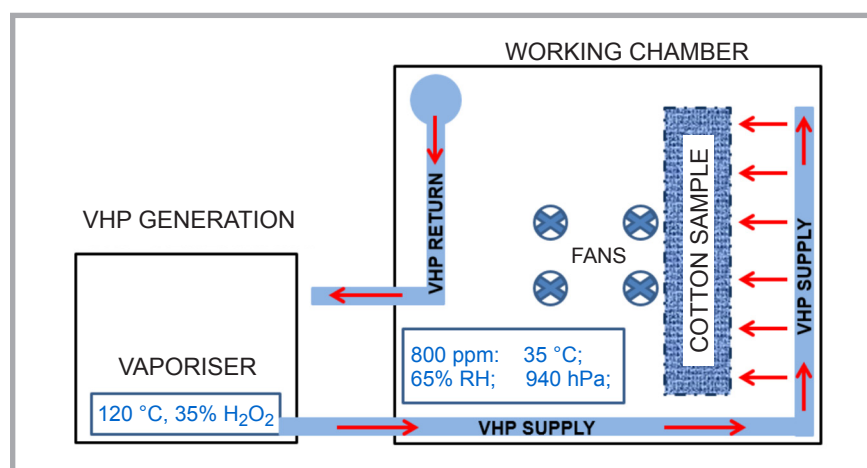 WORKING CHAMBER
VHP GENERATION
VAPORISER
120 °C, 35% H₂O₂
VHP RETURN
FANS
COTTON SAMPLE
VHP SUPPLY
800 ppm: 35 °C;
65% RH; 940 hPa;
VHP SUPPLY